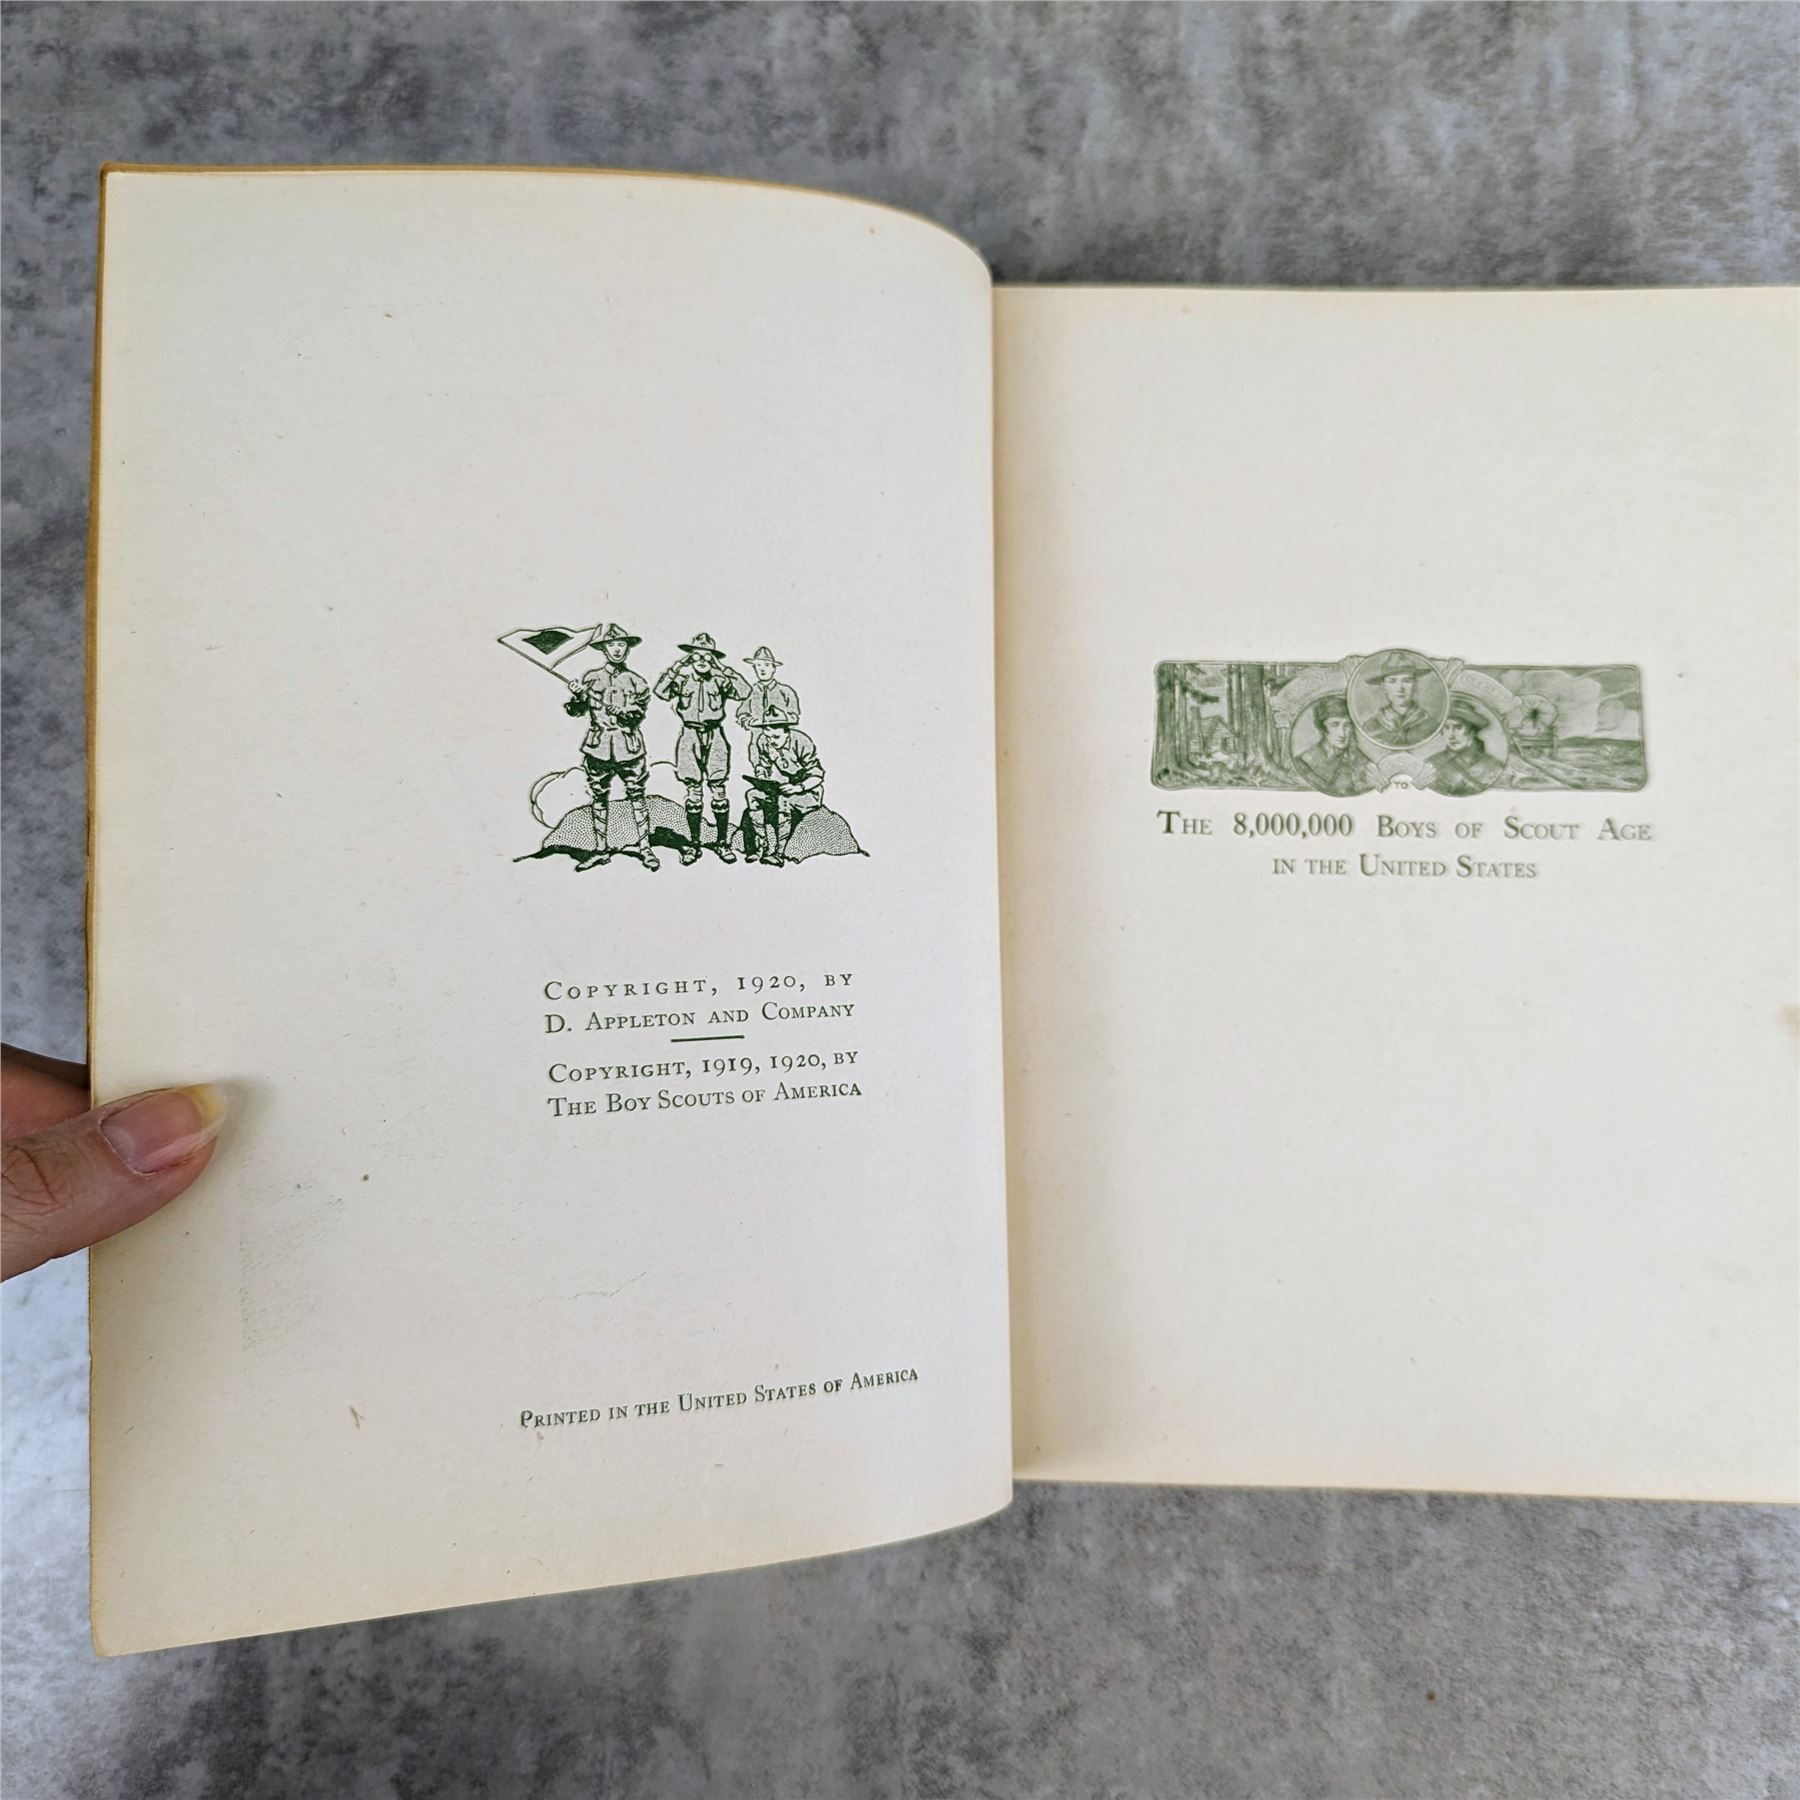 COPYRIGHT, 1920, BY
D. APPLETON AND COMPANY
COPYRIGHT, 1919, 1920, BY
THE BOY SCOUTS OF AMERICA
PRINTED IN THE UNITED STATES OF AMERICA
TO
THE 8,000,000 BOYS OF SCOUT AGE
IN THE UNITED STATES